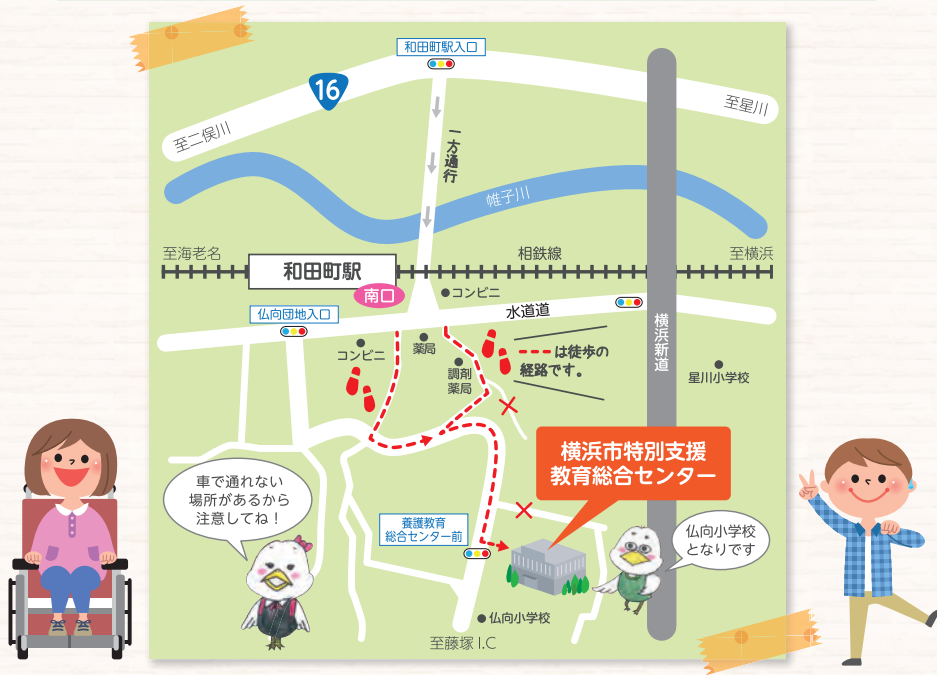 和田町駅入口
16
至二俣川
至星川
一方通行
帷子川
至海老名
和田町駅
相鉄線
至横浜
南口
コンビニ
仏向団地入口
水道道
横浜新道
コンビニ
薬局
調剤
薬局
は徒歩の
経路です。
星川小学校
横浜市特別支援
教育総合センター
車で通れない
場所があるから
注意してね！
養護教育
総合センター前
仏向小学校
となりです
仏向小学校
至藤塚 I.C